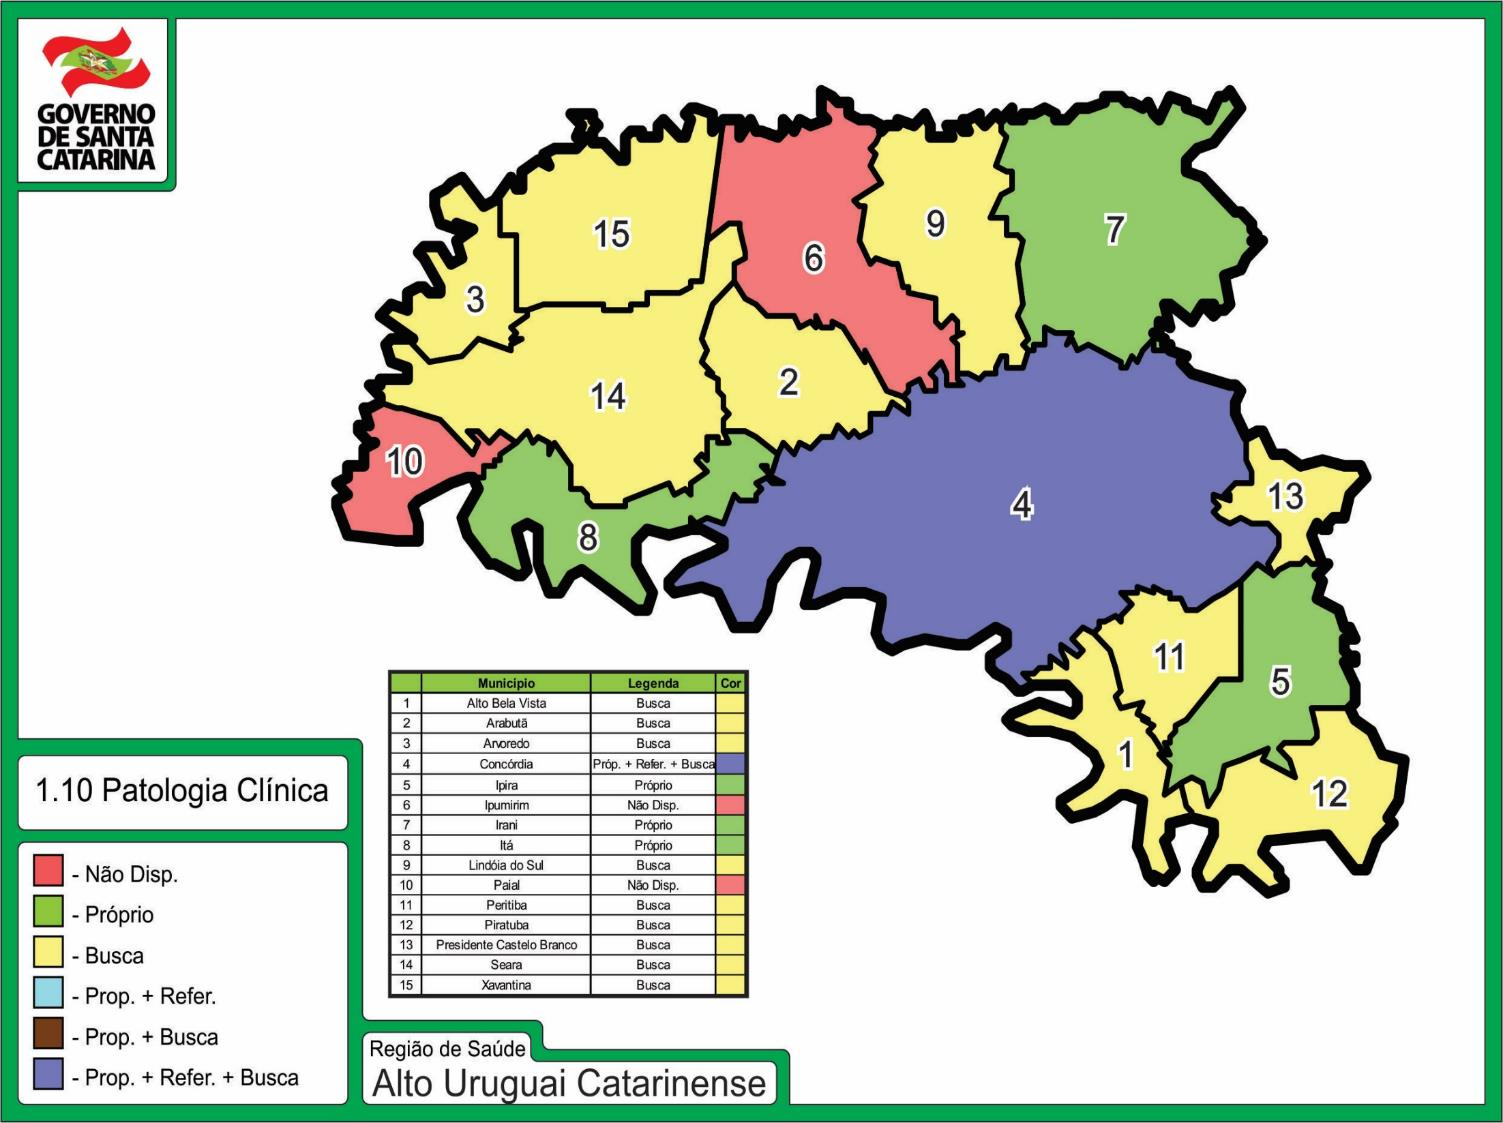 GOVERNO
DE SANTA
CATARINA
15
6
9
7
3
14
2
10
8
4
13
11
5
1
12
Município Legenda Cor
1 Alto Bela Vista Busca
2 Arabutã Busca
3 Arvoredo Busca
4 Concórdia Próp. + Refer. + Busca
5 Ipira Próprio
6 Ipumirim Não Disp.
7 Irani Próprio
8 Itá Próprio
9 Lindóia do Sul Busca
10 Paial Não Disp.
11 Peritiba Busca
12 Piratuba Busca
13 Presidente Castelo Branco Busca
14 Seara Busca
15 Xavantina Busca
1.10 Patologia Clínica
- Não Disp.
- Próprio
- Busca
- Prop. + Refer.
- Prop. + Busca
- Prop. + Refer. + Busca
Região de Saúde
Alto Uruguai Catarinense